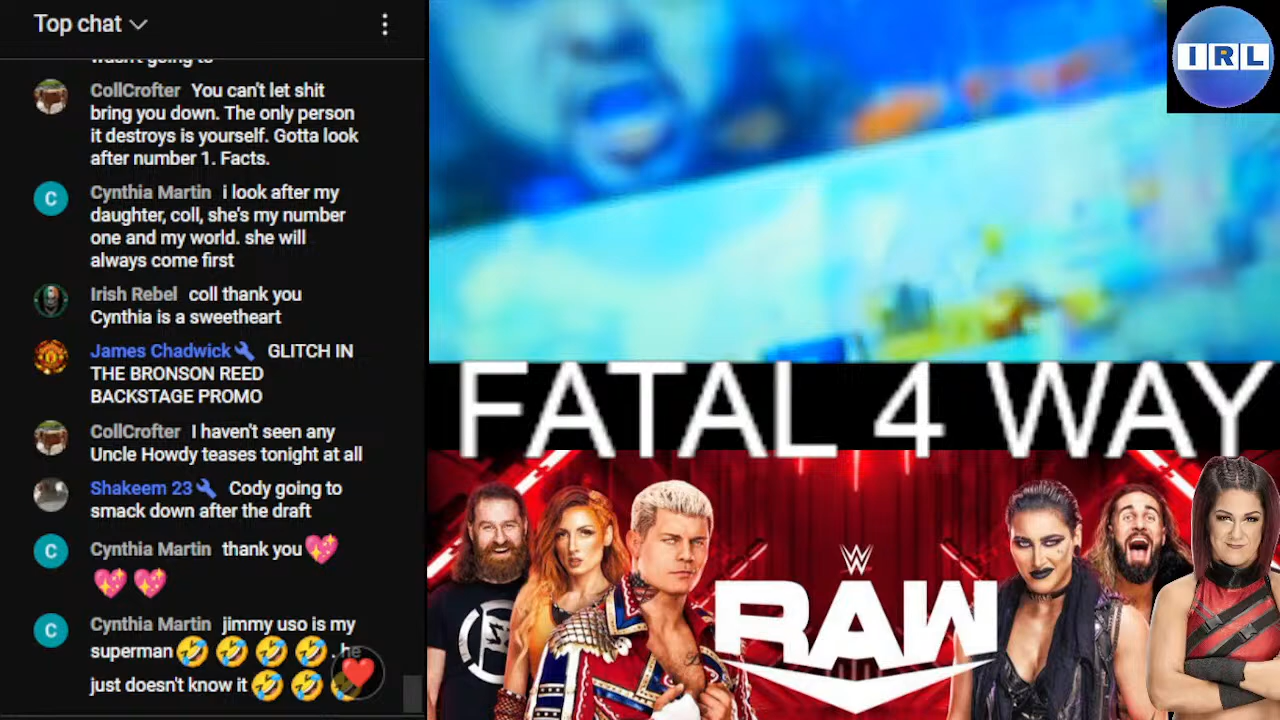 Top chat
wasn't going to
CollCrofter You can't let shit
bring you down. The only person
it destroys is yourself. Gotta look
after number 1. Facts.
C
Cynthia Martin i look after my
daughter, coll, she's my number
one and my world. she will
always come first
Irish Rebel coll thank you
Cynthia is a sweetheart
James Chadwick GLITCH IN
THE BRONSON REED
BACKSTAGE PROMO
CollCrofter I haven't seen any
Uncle Howdy teases tonight at all
Shakeem 23 Cody going to
smack down after the draft
C
Cynthia Martin thank you💖
💖 💖
C
Cynthia Martin jimmy uso is my
superman🤣 🤣 🤣 🤣 . he
just doesn't know it 🤣 🤣 🤣
IRL
FATAL 4 WAY
W
RAW